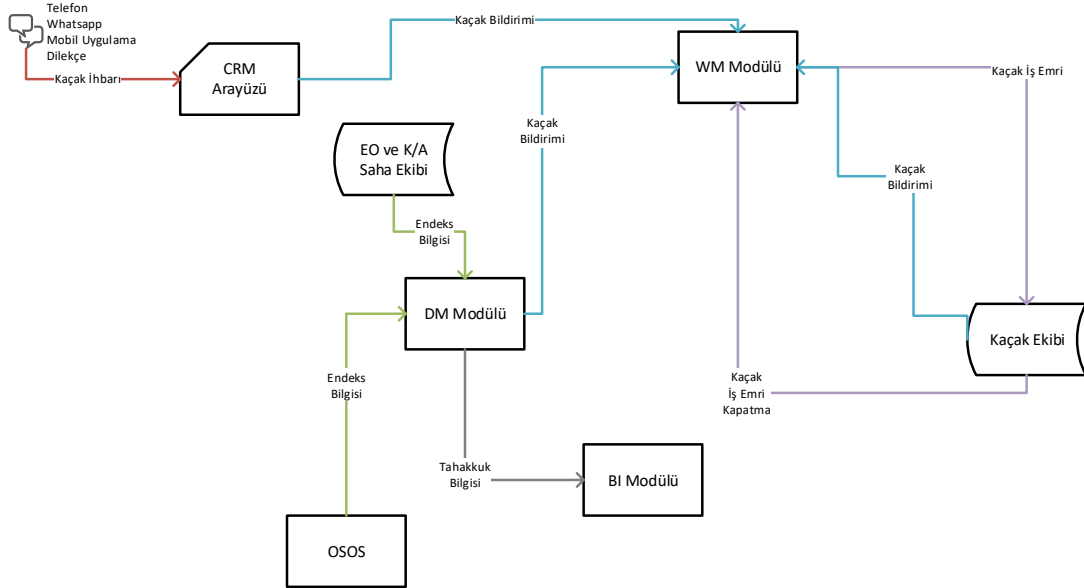 Telefon
Whatsapp
Mobil Uygulama
Dilekçe
Kaçak İhbarı
CRM
Arayüzü
Kaçak Bildirimi
WM Modülü
Kaçak İş Emri
Kaçak
Bildirimi
EO ve K/A
Saha Ekibi
Kaçak
Bildirimi
Endeks
Bilgisi
DM Modülü
Kaçak Ekibi
Endeks
Bilgisi
Kaçak
İş Emri
Kapatma
Tahakkuk
Bilgisi
BI Modülü
OSOS